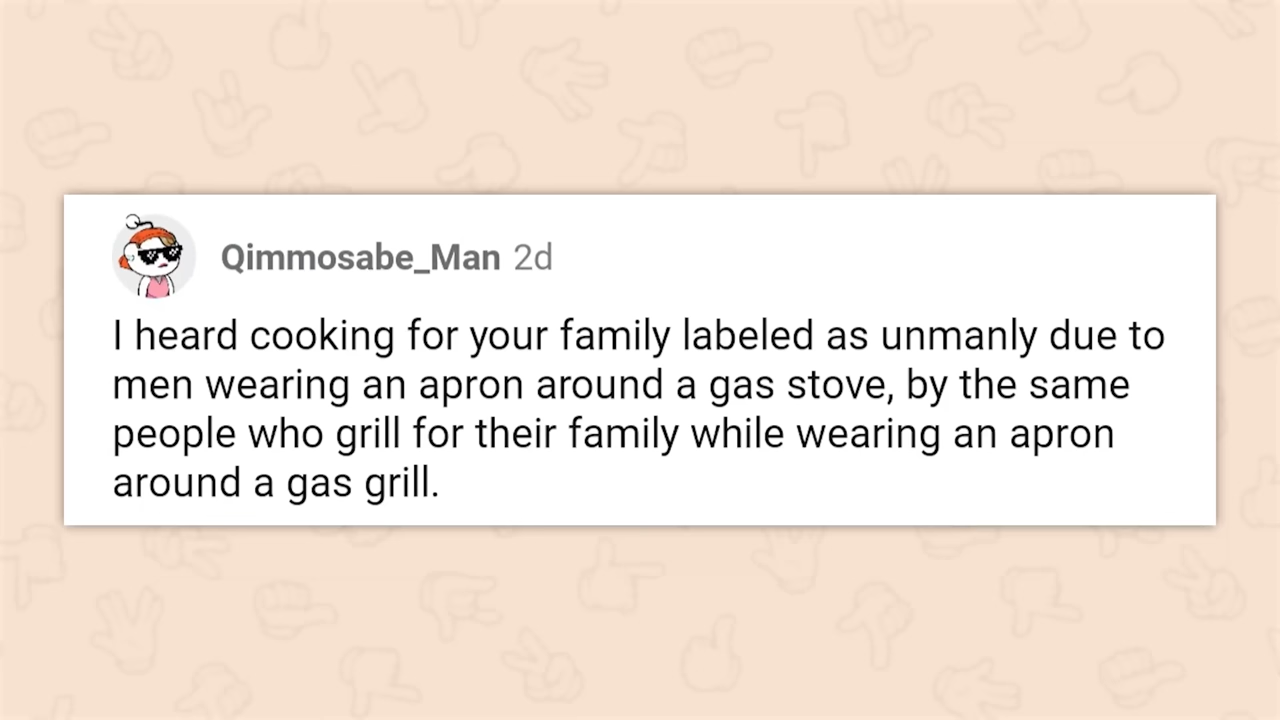 Qimmosabe_Man 2d
I heard cooking for your family labeled as unmanly due to
men wearing an apron around a gas stove, by the same
people who grill for their family while wearing an apron
around a gas grill.